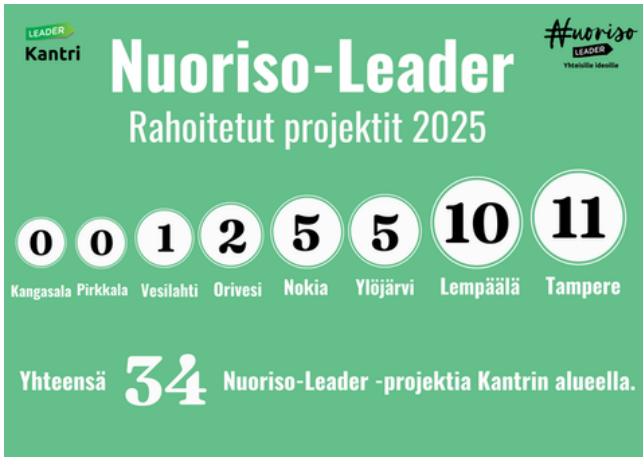 LEADER
Kantri
#Nuoriso
LEADER
Yhteisille ideoille
Nuoriso-Leader
Rahoitetut projektit 2025
0 0 1 2 5 5 10 11
Kangasala Pirkkala Vesilahti Orivesi Nokia Ylöjärvi Lempäälä Tampere
Yhteensä 34 Nuoriso-Leader -projektia Kantrin alueella.